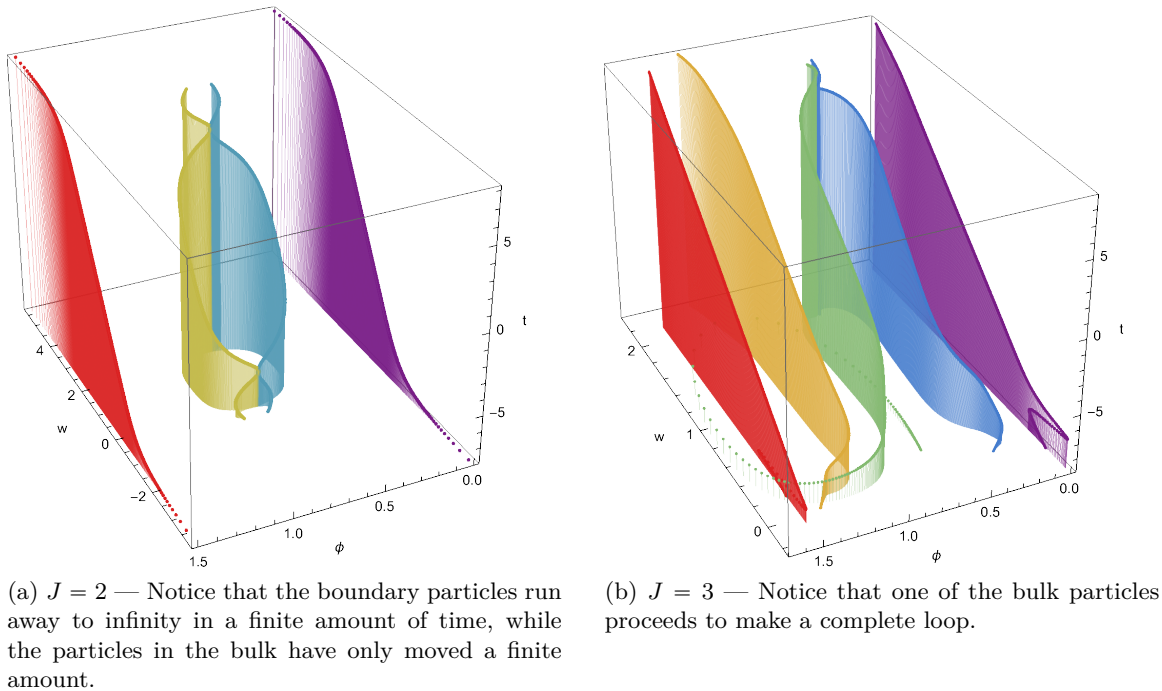 5
0
−5
t
4
2
0
−2
w
0.0
0.5
1.0
1.5
ϕ
5
0
−5
t
2
1
0
w
0.0
0.5
1.0
1.5
ϕ
(a) J = 2 — Notice that the boundary particles run
away to infinity in a finite amount of time, while
the particles in the bulk have only moved a finite
amount.
(b) J = 3 — Notice that one of the bulk particles
proceeds to make a complete loop.